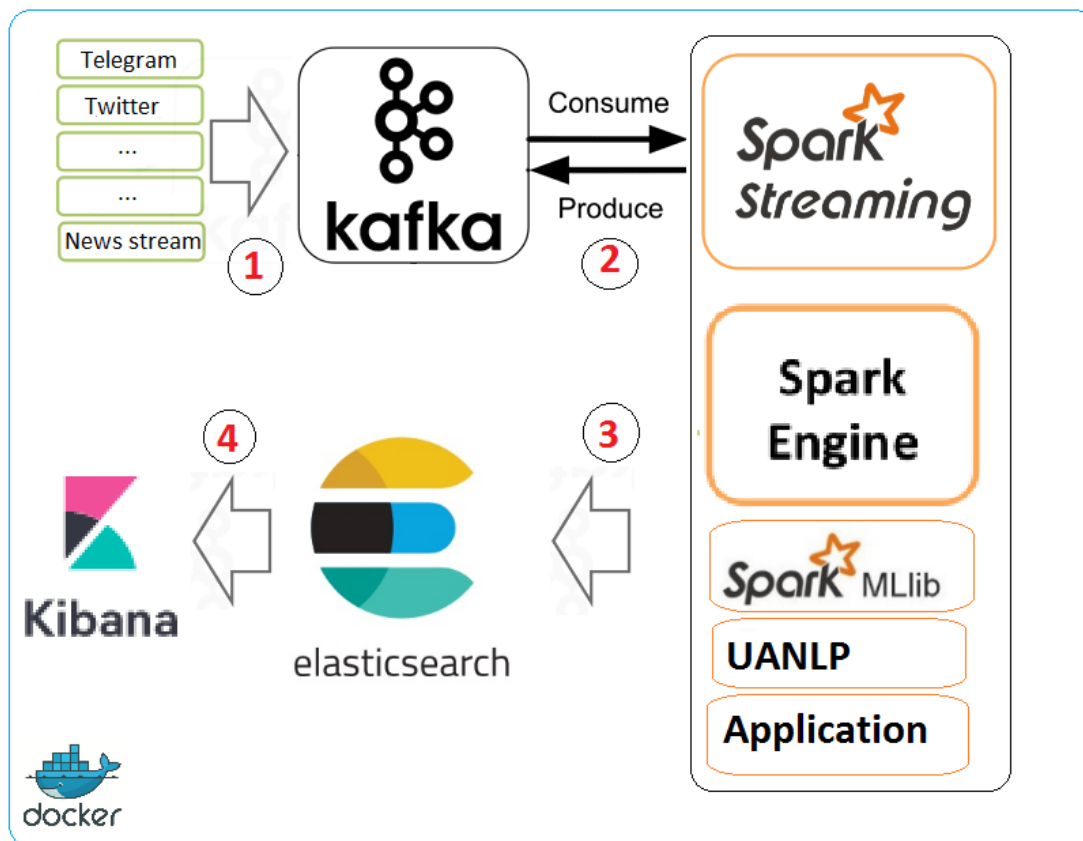 Telegram
Twitter
...
...
News stream
1
kafka
Consume
Produce
2
Spark
Streaming
Spark
Engine
Spark MLlib
UANLP
Application
3
elasticsearch
4
Kibana
docker